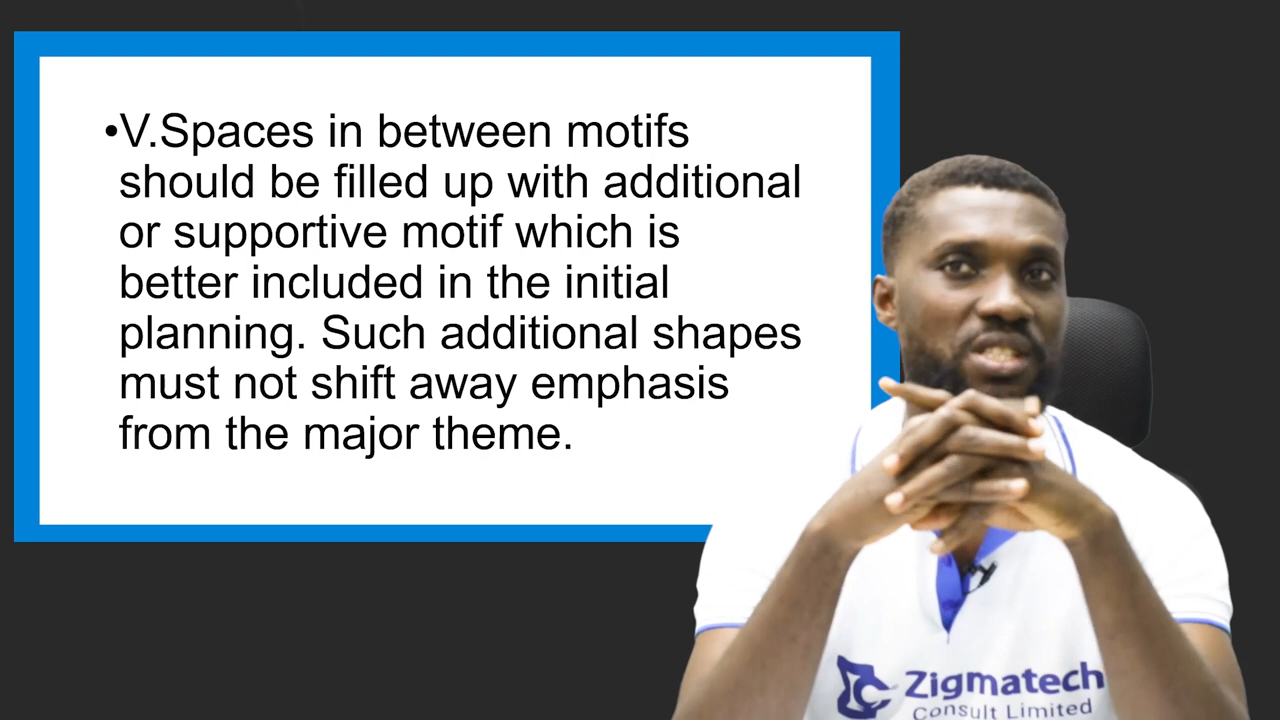 •V.Spaces in between motifs
should be filled up with additional
or supportive motif which is
better included in the initial
planning. Such additional shapes
must not shift away emphasis
from the major theme.
Zigmatech
Consult Limited